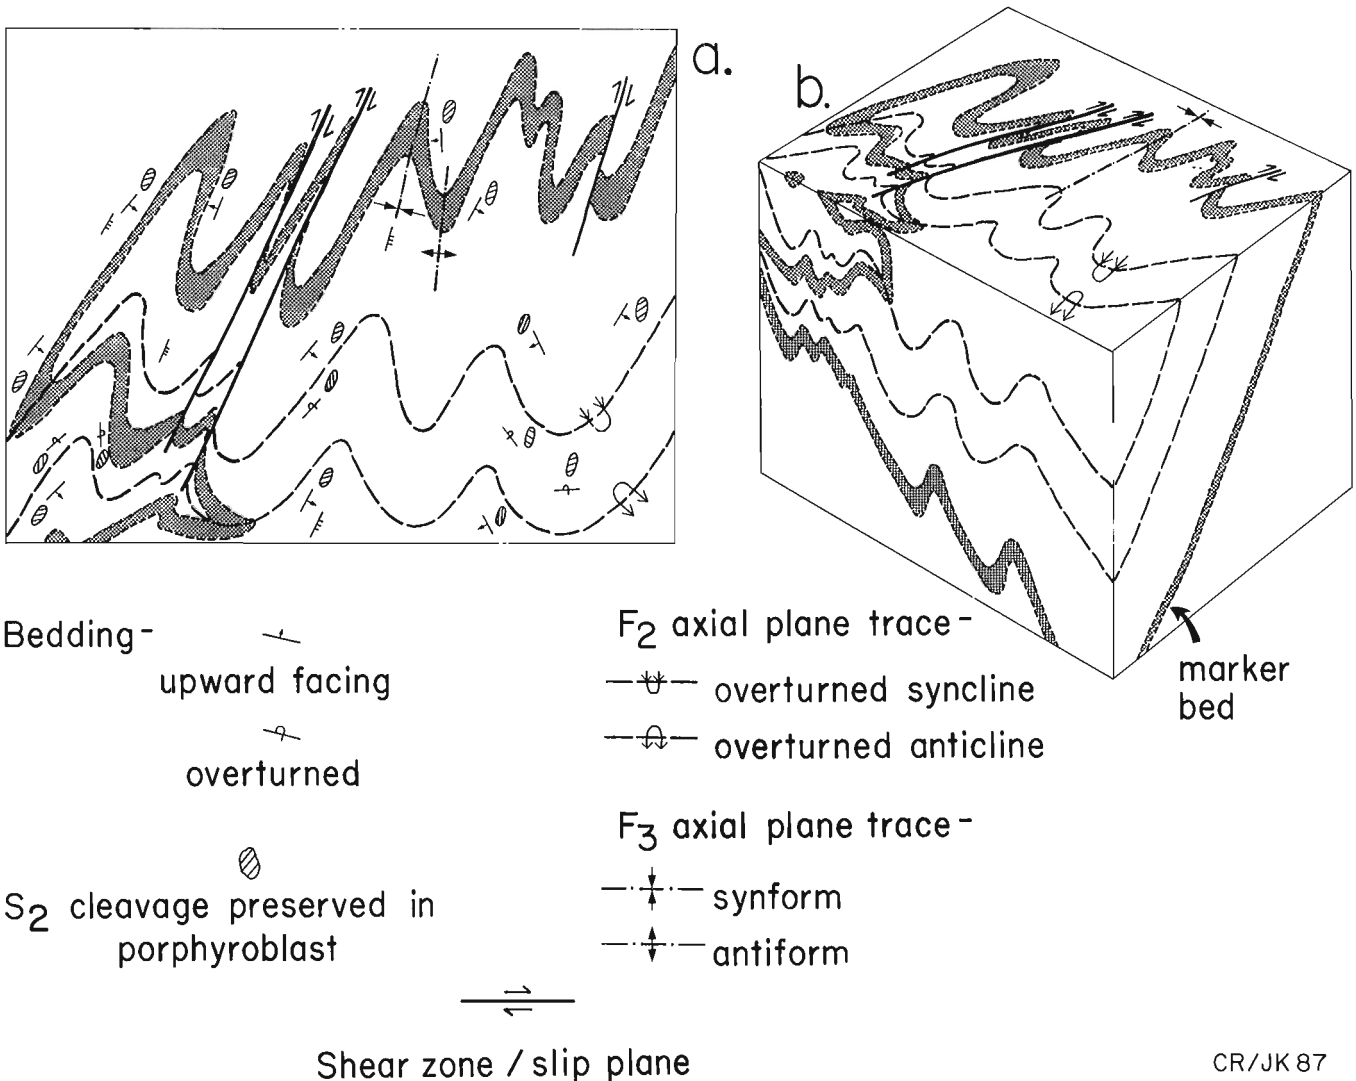 a.
b.
marker
bed
Bedding-
upward facing
overturned
S2 cleavage preserved in
porphyroblast
F2 axial plane trace-
overturned syncline
overturned anticline
F3 axial plane trace-
synform
antiform
Shear zone / slip plane
CR/JK 87